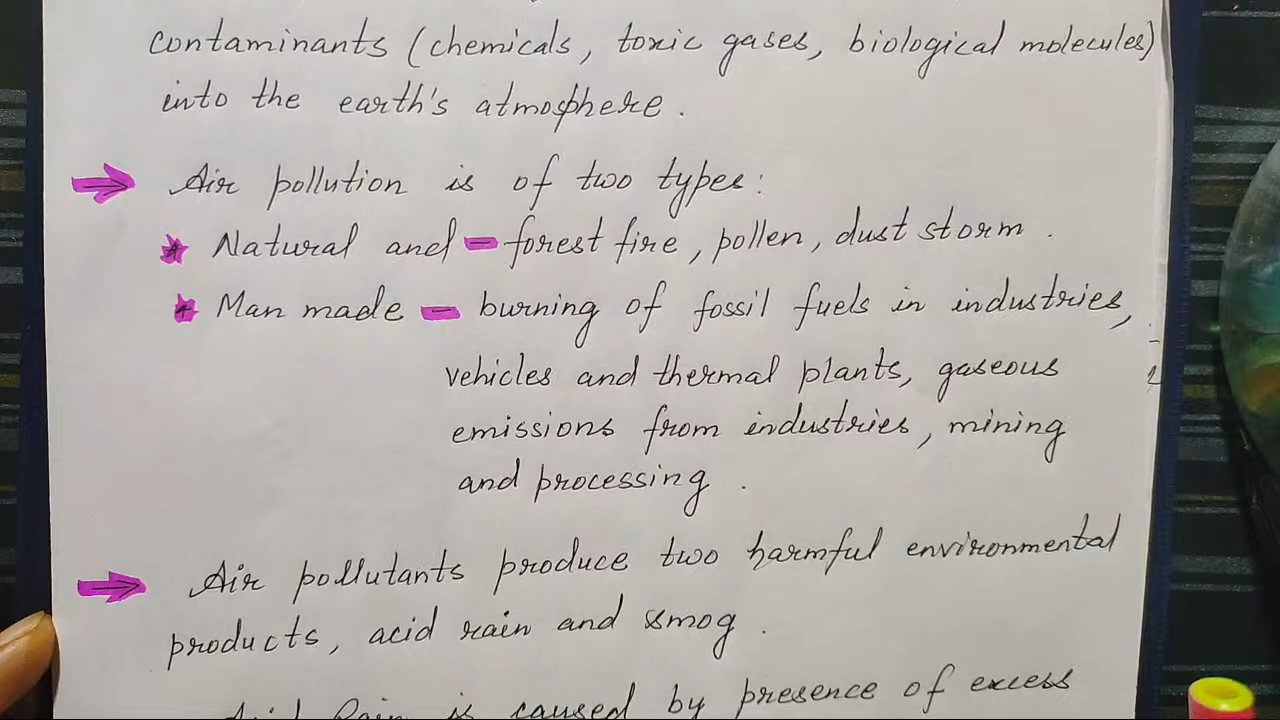 contaminants (chemicals, toxic gases, biological molecules)
into the earth's atmosphere.
Air pollution is of two types:
* Natural and - forest fire, pollen, dust storm.
* Man made - burning of fossil fuels in industries,
vehicles and thermal plants, gaseous
emissions from industries, mining
and processing.
Air pollutants produce two harmful environmental
products, acid rain and smog.
Acid Rain is caused by presence of excess